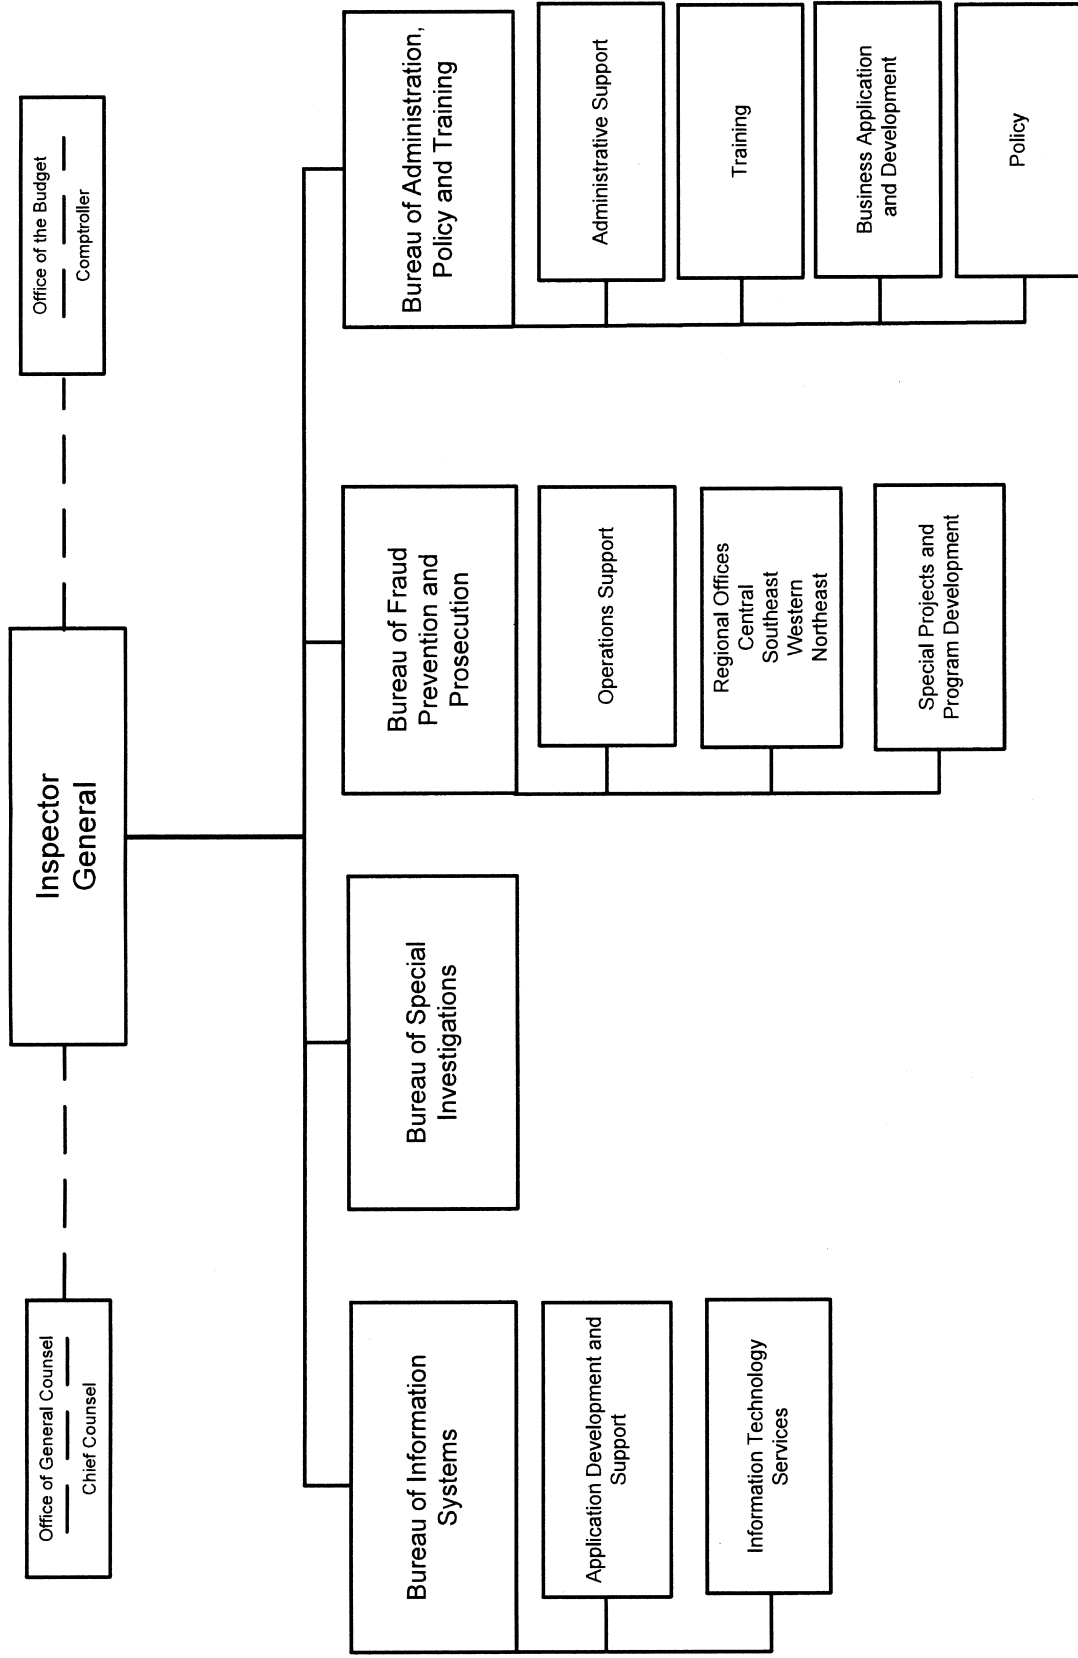 Office of General Counsel
Chief Counsel
Inspector
General
Office of the Budget
Comptroller
Bureau of Information
Systems
Application Development and
Support
Information Technology
Services
Bureau of Special
Investigations
Bureau of Fraud
Prevention and
Prosecution
Operations Support
Regional Offices
Central
Southeast
Western
Northeast
Special Projects and
Program Development
Bureau of Administration,
Policy and Training
Administrative Support
Training
Business Application
and Development
Policy